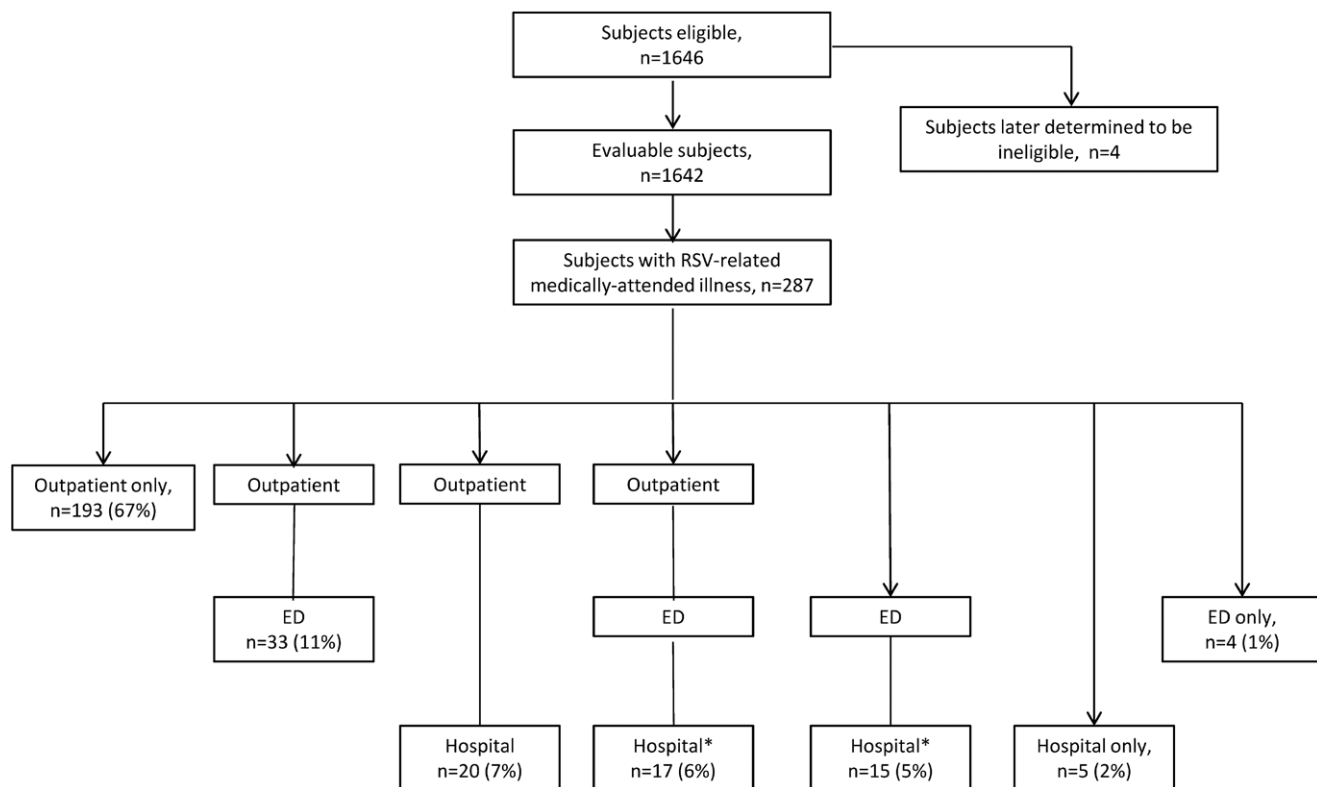 Subjects eligible,
n=1646
Subjects later determined to be
ineligible, n=4
Evaluable subjects,
n=1642
Subjects with RSV-related
medically-attended illness, n=287
Outpatient only,
n=193 (67%)
Outpatient
Outpatient
Outpatient
ED
n=33 (11%)
ED
ED
ED only,
n=4 (1%)
Hospital
n=20 (7%)
Hospital*
n=17 (6%)
Hospital*
n=15 (5%)
Hospital only,
n=5 (2%)